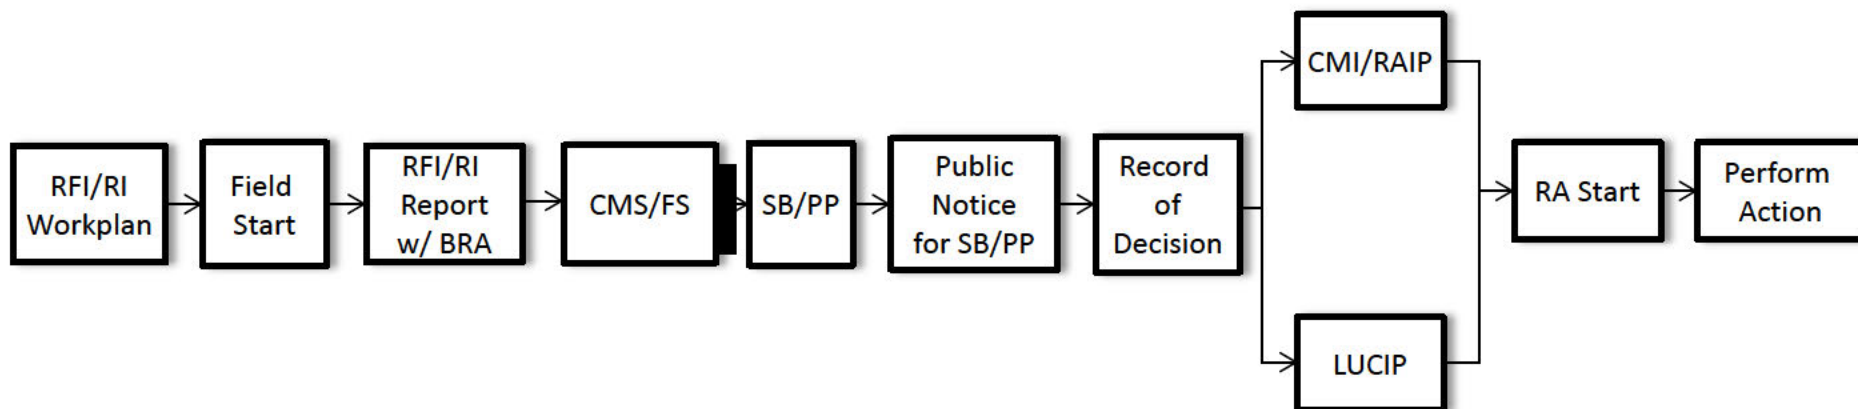 RFI/RI
Workplan
Field
Start
RFI/RI
Report
w/ BRA
CMS/FS
SB/PP
Public
Notice
for SB/PP
Record
of
Decision
CMI/RAIP
LUCIP
RA Start
Perform
Action